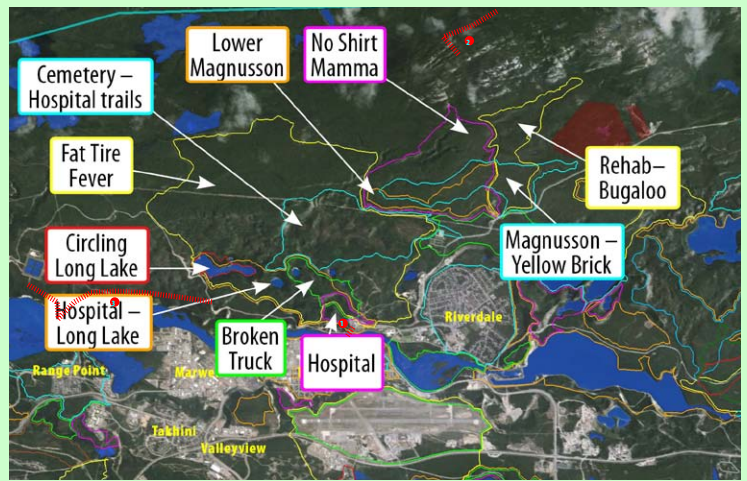 Lower
Magnusson
No Shirt
Mamma
Cemetery –
Hospital trails
Fat Tire
Fever
Rehab–
Bugaloo
Circling
Long Lake
Magnusson –
Yellow Brick
Hospital –
Long Lake
Broken
Truck
Hospital
Riverdale
Range Point
Marwe
Takhini
Valleyview